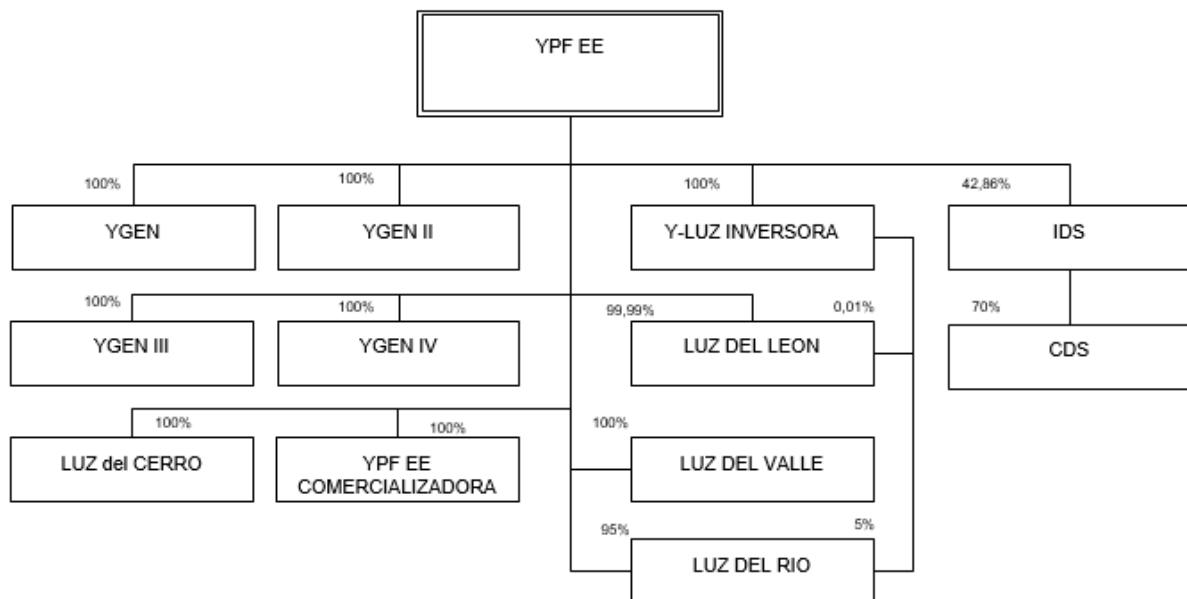 YPF EE
100%
100%
100%
42,86%
YGEN
YGEN II
Y-LUZ INVERSORA
IDS
100%
100%
99,99%
0,01%
70%
YGEN III
YGEN IV
LUZ DEL LEON
CDS
100%
100%
100%
LUZ del CERRO
YPF EE
COMERCIALIZADORA
LUZ DEL VALLE
95%
5%
LUZ DEL RIO